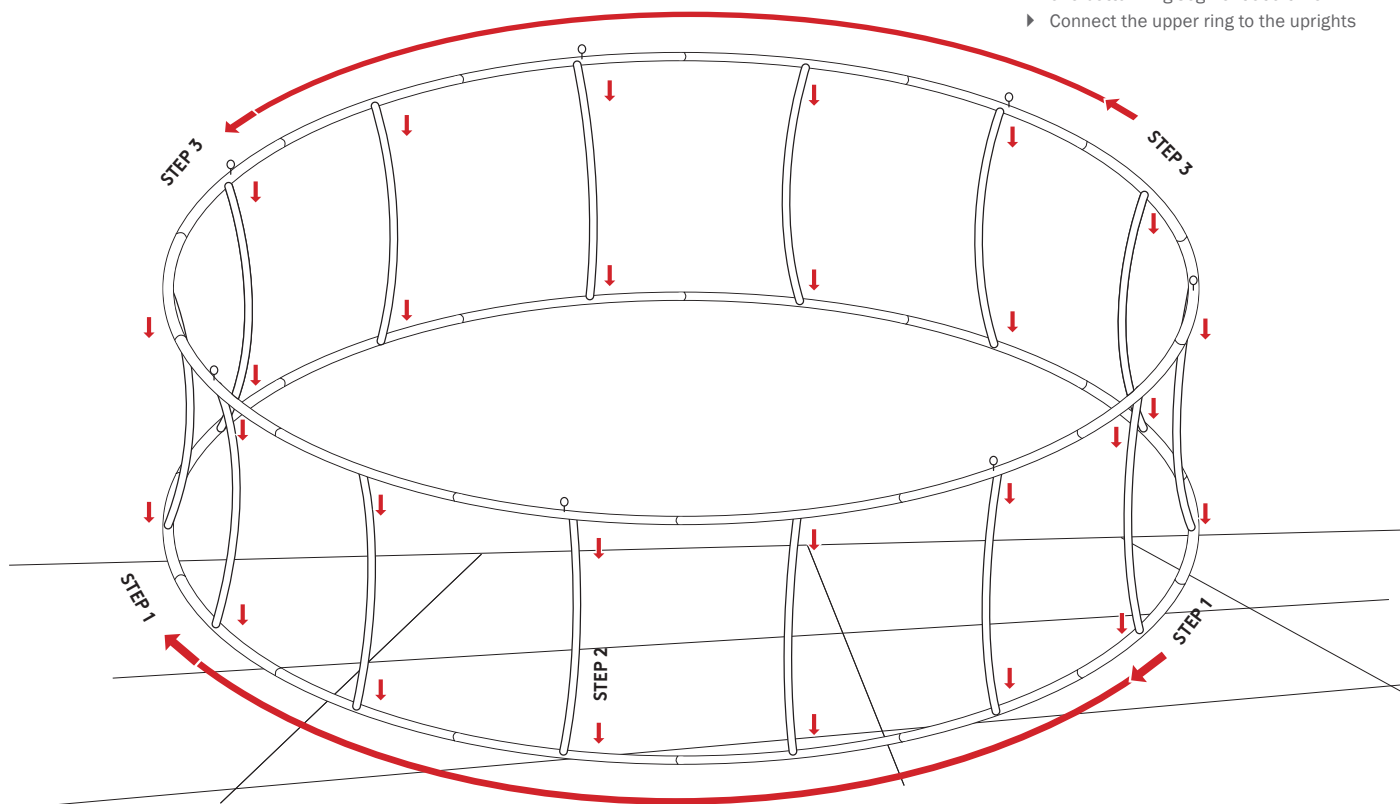 Connect the upper ring to the uprights
STEP 3
STEP 3
STEP 1
STEP 2
STEP 1